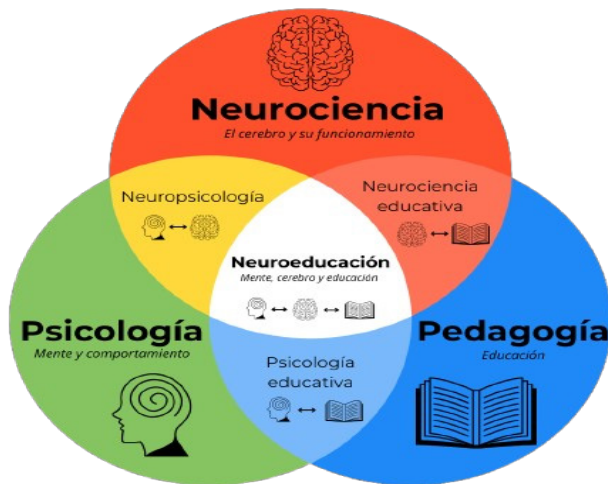 Neurociencia
El cerebro y su funcionamiento
Neuropsicología
Neurociencia
educativa
Neuroeducación
Mente, cerebro y educación
Psicología
Mente y comportamiento
Pedagogía
Educación
Psicología
educativa